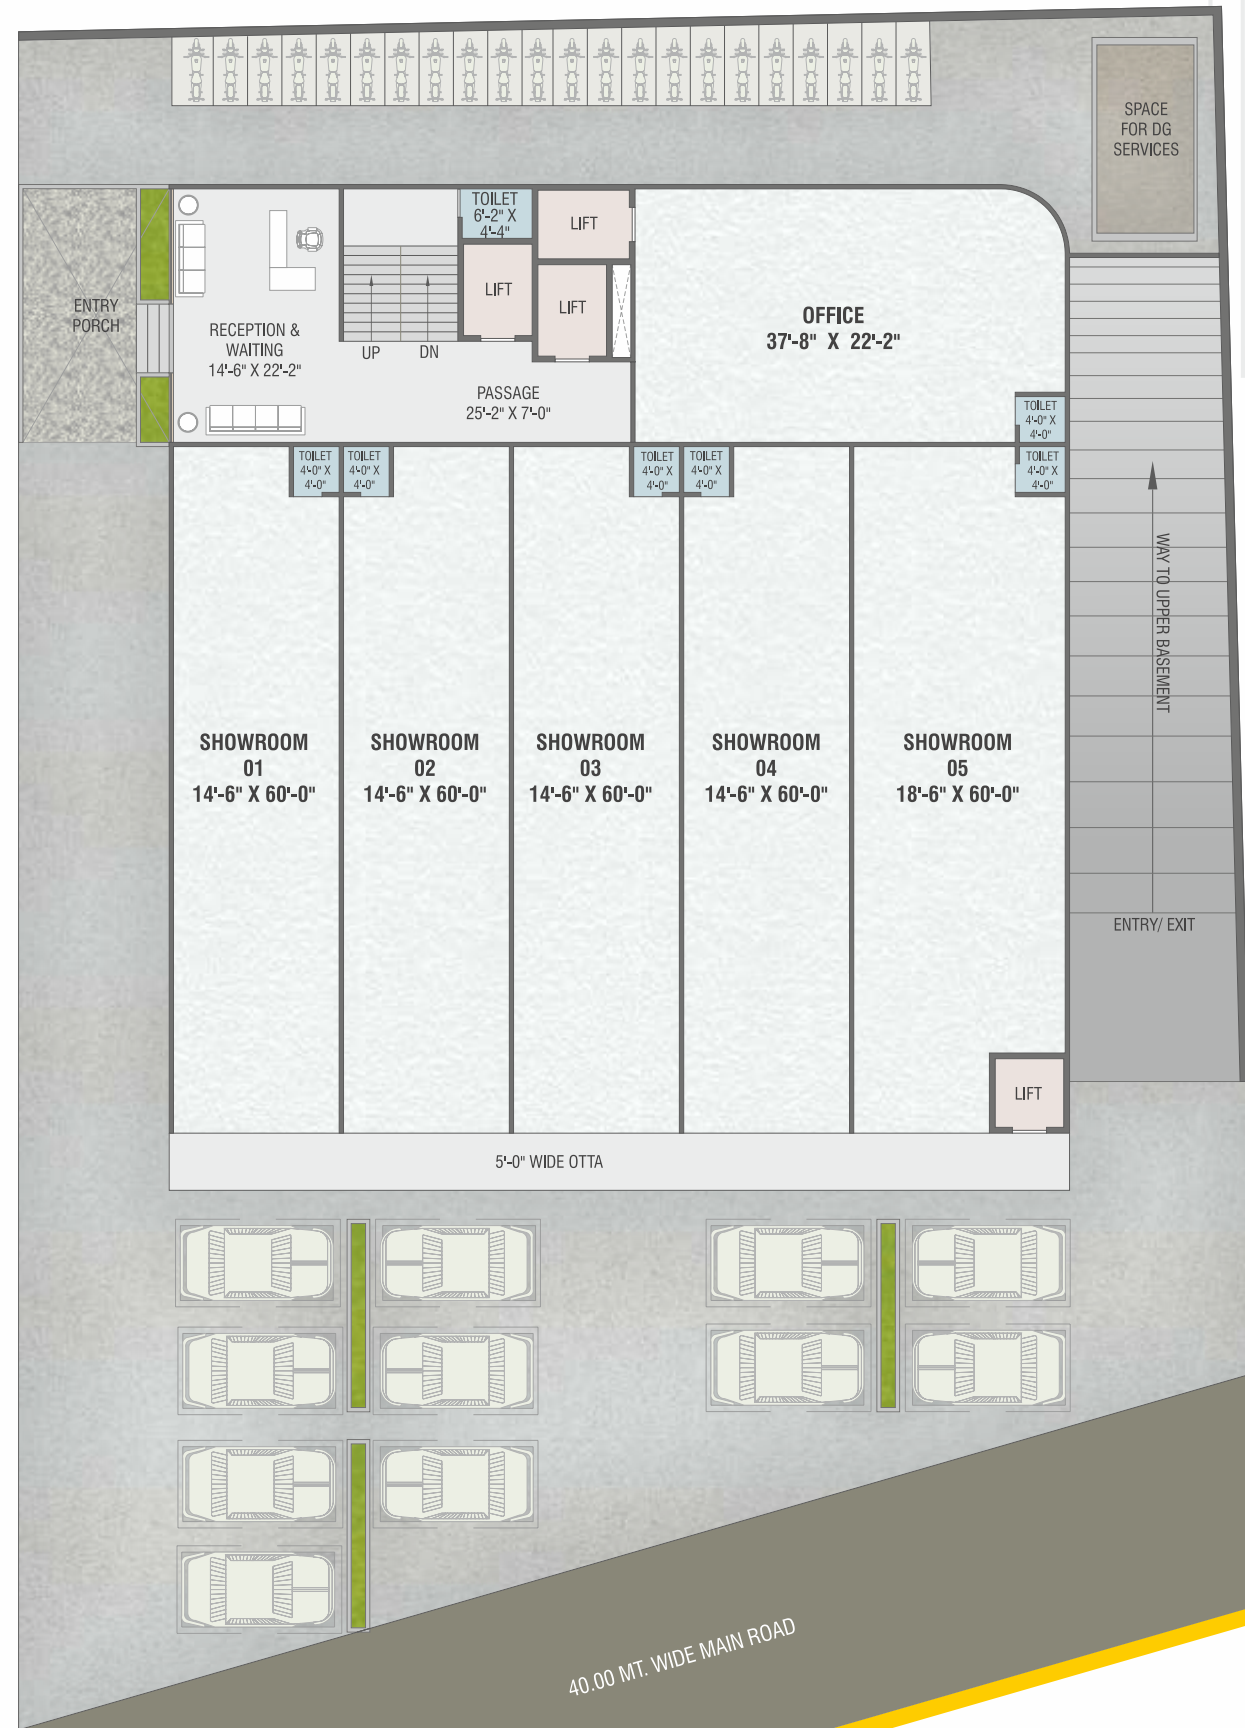 SPACE
FOR DG
SERVICES
TOILET
6'-2" X
4'-4"
LIFT
LIFT
LIFT
ENTRY
PORCH
RECEPTION &
WAITING
14'-6" X 22'-2"
UP
DN
PASSAGE
25'-2" X 7'-0"
OFFICE
37'-8" X 22'-2"
TOILET
4'-0" X
4'-0"
TOILET
4'-0" X
4'-0"
TOILET
4'-0" X
4'-0"
TOILET
4'-0" X
4'-0"
TOILET
4'-0" X
4'-0"
TOILET
4'-0" X
4'-0"
WAY TO UPPER BASEMENT
SHOWROOM
01
14'-6" X 60'-0"
SHOWROOM
02
14'-6" X 60'-0"
SHOWROOM
03
14'-6" X 60'-0"
SHOWROOM
04
14'-6" X 60'-0"
SHOWROOM
05
18'-6" X 60'-0"
ENTRY/ EXIT
LIFT
5'-0" WIDE OTTA
40.00 MT. WIDE MAIN ROAD